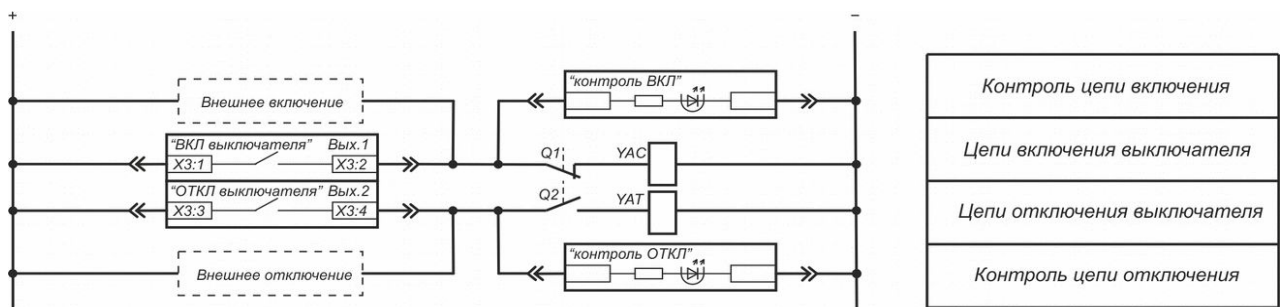 +
–
Внешнее включение
“контроль ВКЛ”
Контроль цепи включения
“ВКЛ выключателя” Вых.1
X3:1 X3:2
Q1 YAC
Цепи включения выключателя
“ОТКЛ выключателя” Вых.2
X3:3 X3:4
Q2 YAT
Цепи отключения выключателя
Внешнее отключение
“контроль ОТКЛ”
Контроль цепи отключения